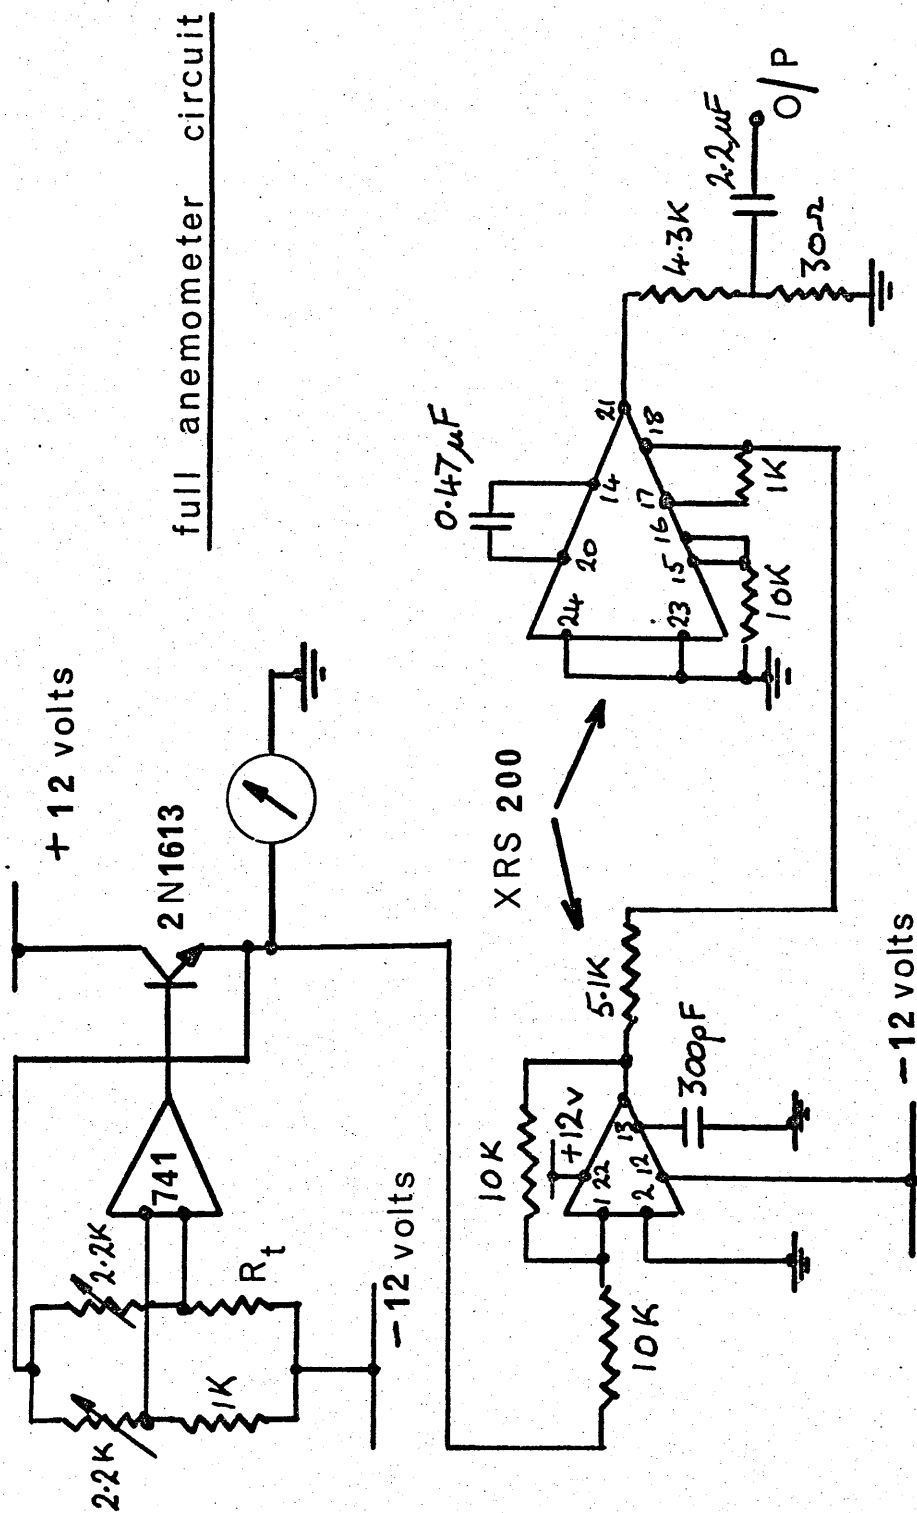 full anemometer circuit
+12 volts
2N1613
741
2.2K
2.2K
1K
Rt
-12 volts
XRS 200
0.47µF
20
14
24
23
21
18
17
16
15
1K
10K
4.3K
2.2µF
30Ω
O/P
10K
+12v
5.1K
1
22
2
12
13
300pF
10K
-12 volts